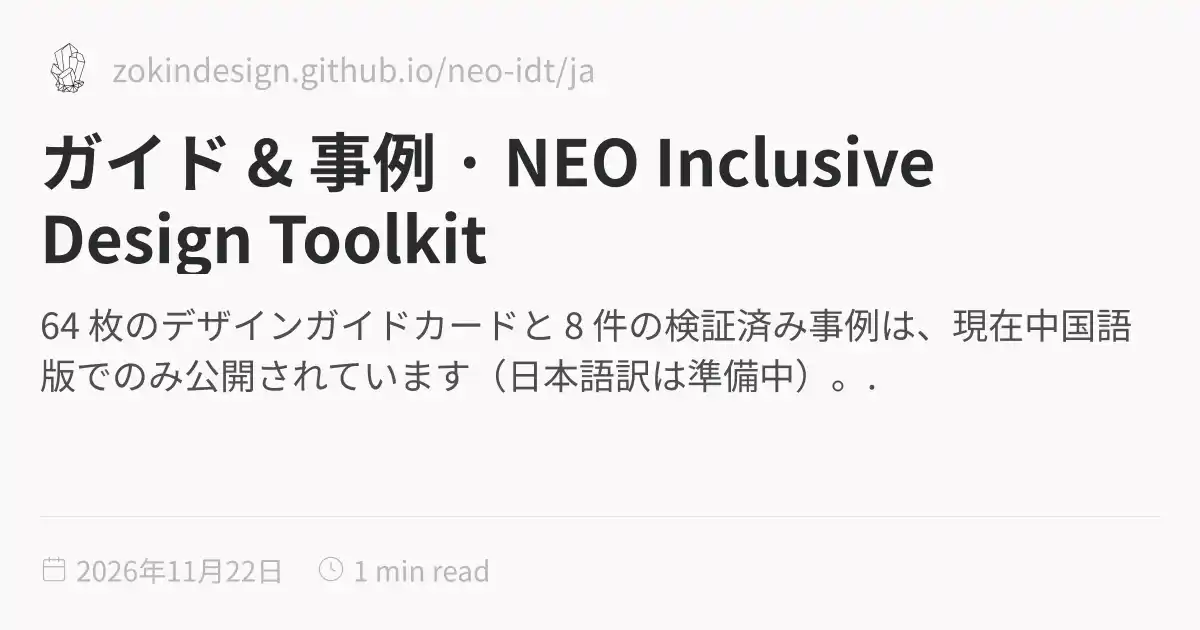 zokindesign.github.io/neo-idt/ja
ガイド & 事例 · NEO Inclusive
Design Toolkit
64 枚のデザインガイドカードと 8 件の検証済み事例は、現在中国語
版でのみ公開されています（日本語訳は準備中）。.
2026年11月22日 1 min read